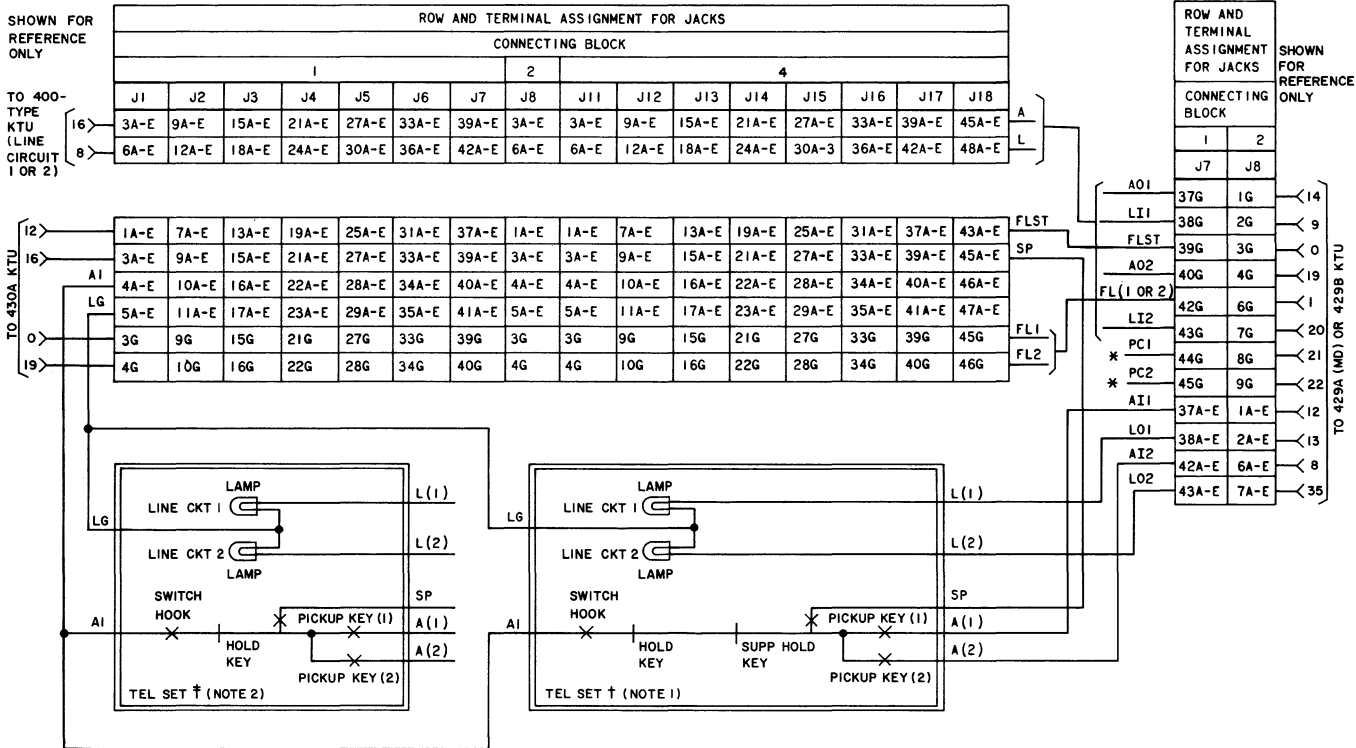 SHOWN FOR
REFERENCE
ONLY
ROW AND TERMINAL ASSIGNMENT FOR JACKS
CONNECTING BLOCK
1 2 4
J1 J2 J3 J4 J5 J6 J7 J8 J11 J12 J13 J14 J15 J16 J17 J18
TO 400-
TYPE
KTU
(LINE
CIRCUIT
1 OR 2)
16 3A-E 9A-E 15A-E 21A-E 27A-E 33A-E 39A-E 3A-E 3A-E 9A-E 15A-E 21A-E 27A-E 33A-E 39A-E 45A-E A
8 6A-E 12A-E 18A-E 24A-E 30A-E 36A-E 42A-E 6A-E 6A-E 12A-E 18A-E 24A-E 30A-3 36A-E 42A-E 48A-E L
TO 430A KTU
12 1A-E 7A-E 13A-E 19A-E 25A-E 31A-E 37A-E 1A-E 1A-E 7A-E 13A-E 19A-E 25A-E 31A-E 37A-E 43A-E FLST
16 3A-E 9A-E 15A-E 21A-E 27A-E 33A-E 39A-E 3A-E 3A-E 9A-E 15A-E 21A-E 27A-E 33A-E 39A-E 45A-E SP
A1 4A-E 10A-E 16A-E 22A-E 28A-E 34A-E 40A-E 4A-E 4A-E 10A-E 16A-E 22A-E 28A-E 34A-E 40A-E 46A-E
LG 5A-E 11A-E 17A-E 23A-E 29A-E 35A-E 41A-E 5A-E 5A-E 11A-E 17A-E 23A-E 29A-E 35A-E 41A-E 47A-E
0 3G 9G 15G 21G 27G 33G 39G 3G 3G 9G 15G 21G 27G 33G 39G 45G FL1
19 4G 10G 16G 22G 28G 34G 40G 4G 4G 10G 16G 22G 28G 34G 40G 46G FL2
ROW AND
TERMINAL
ASSIGNMENT
FOR JACKS
CONNECTING
BLOCK
SHOWN
FOR
REFERENCE
ONLY
1 2
J7 J8
AO1 37G 1G 14
LI1 38G 2G 9
FLST 39G 3G 0
AO2 40G 4G 19
FL(1 OR 2) 42G 6G 1
LI2 43G 7G 20
* PC1 44G 8G 21
* PC2 45G 9G 22
AI1 37A-E 1A-E 12
LO1 38A-E 2A-E 13
AI2 42A-E 6A-E 8
LO2 43A-E 7A-E 35
TO 429A (MD) OR 429B KTU
LAMP
LINE CKT 1
L(1)
LG
LINE CKT 2
L(2)
LAMP
SWITCH
HOOK
SP
A1
PICKUP KEY (1)
A(1)
HOLD
KEY
A(2)
PICKUP KEY (2)
TEL SET ‡ (NOTE 2)
LAMP
LINE CKT 1
L(1)
LG
LINE CKT 2
L(2)
LAMP
SWITCH
HOOK
SP
A1
PICKUP KEY (1)
A(1)
HOLD
KEY
SUPP HOLD
KEY
A(2)
PICKUP KEY (2)
TEL SET † (NOTE 1)